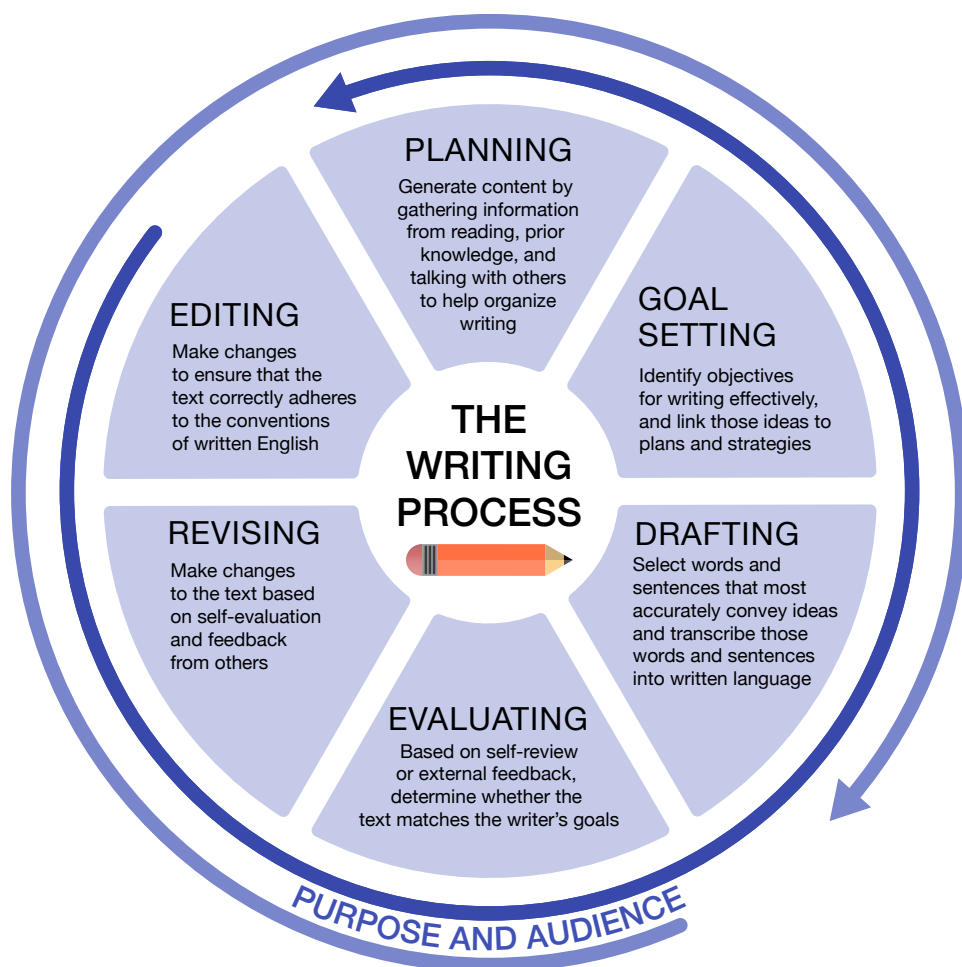 PLANNING
Generate content by
gathering information
from reading, prior
knowledge, and
talking with others
to help organize
writing
GOAL
SETTING
Identify objectives
for writing effectively,
and link those ideas to
plans and strategies
DRAFTING
Select words and
sentences that most
accurately convey ideas
and transcribe those
words and sentences
into written language
EVALUATING
Based on self-review
or external feedback,
determine whether the
text matches the writer's goals
REVISING
Make changes
to the text based
on self-evaluation
and feedback
from others
EDITING
Make changes
to ensure that the
text correctly adheres
to the conventions
of written English
THE
WRITING
PROCESS
PURPOSE AND AUDIENCE